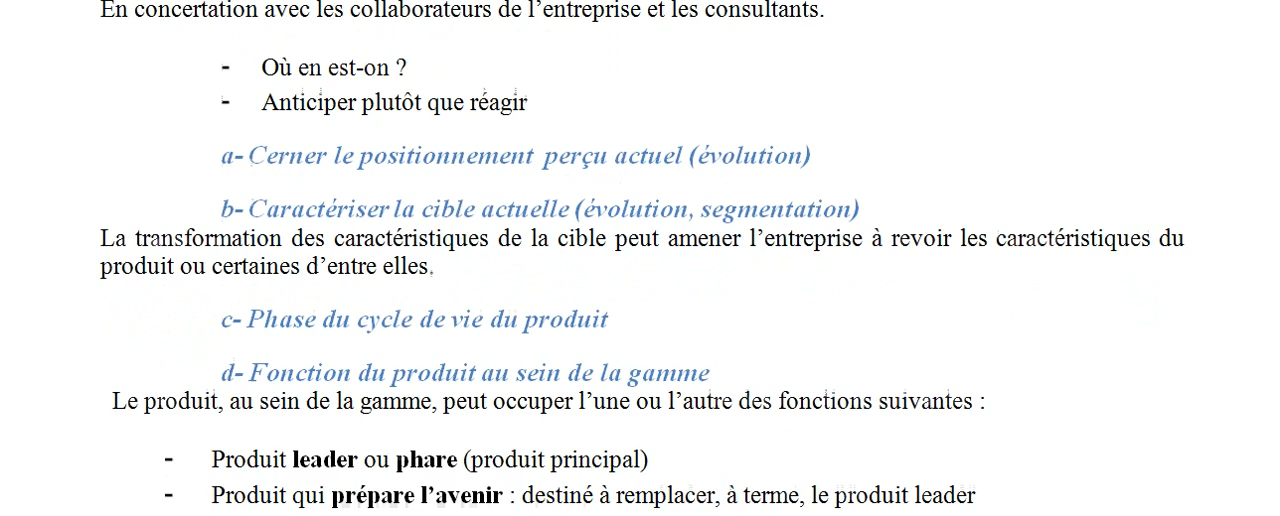 En concertation avec les collaborateurs de l’entreprise et les consultants.
- Où en est-on ?
- Anticiper plutôt que réagir
a- Cerner le positionnement perçu actuel (évolution)
b- Caractériser la cible actuelle (évolution, segmentation)
La transformation des caractéristiques de la cible peut amener l’entreprise à revoir les caractéristiques du
produit ou certaines d’entre elles.
c- Phase du cycle de vie du produit
d- Fonction du produit au sein de la gamme
Le produit, au sein de la gamme, peut occuper l’une ou l’autre des fonctions suivantes :
- Produit leader ou phare (produit principal)
- Produit qui prépare l’avenir : destiné à remplacer, à terme, le produit leader